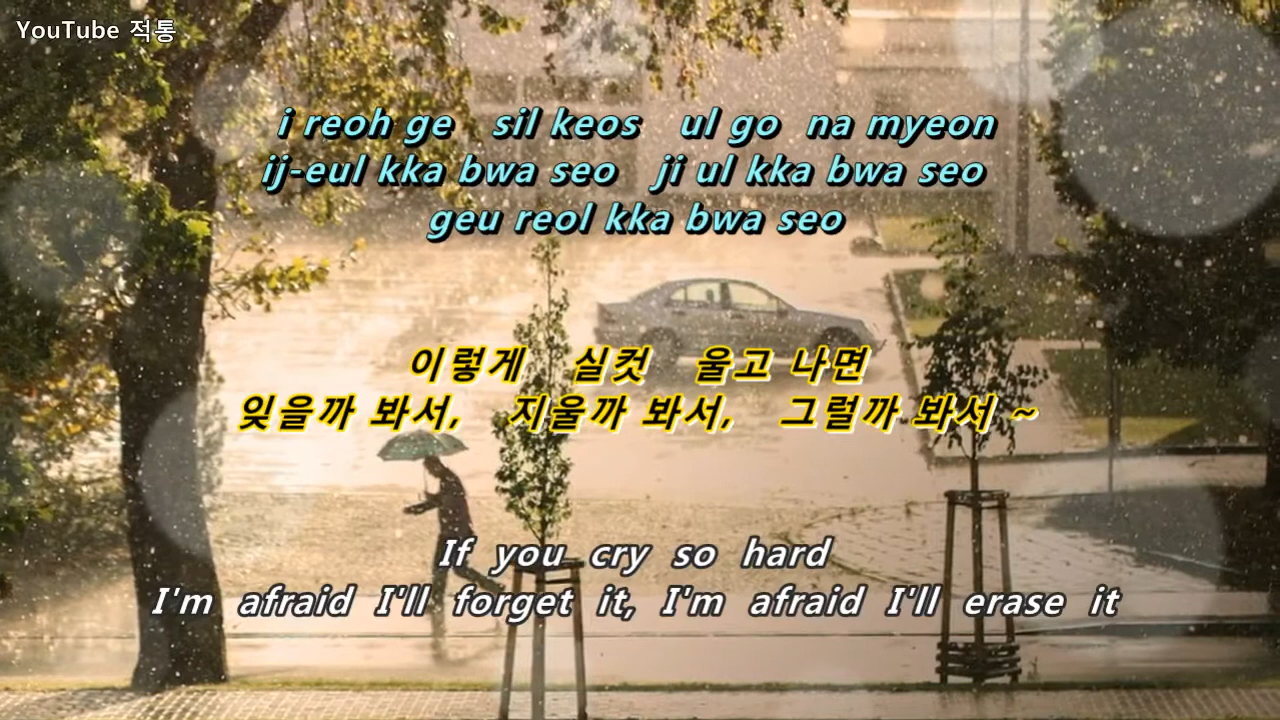 YouTube 적통
i reoh ge sil keos ul go na myeon
ij-eul kka bwa seo ji ul kka bwa seo
geu reol kka bwa seo
이렇게 실컷 울고 나면
잊을까 봐서, 지울까 봐서, 그럴까 봐서 ~
If you cry so hard
I'm afraid I'll forget it, I'm afraid I'll erase it